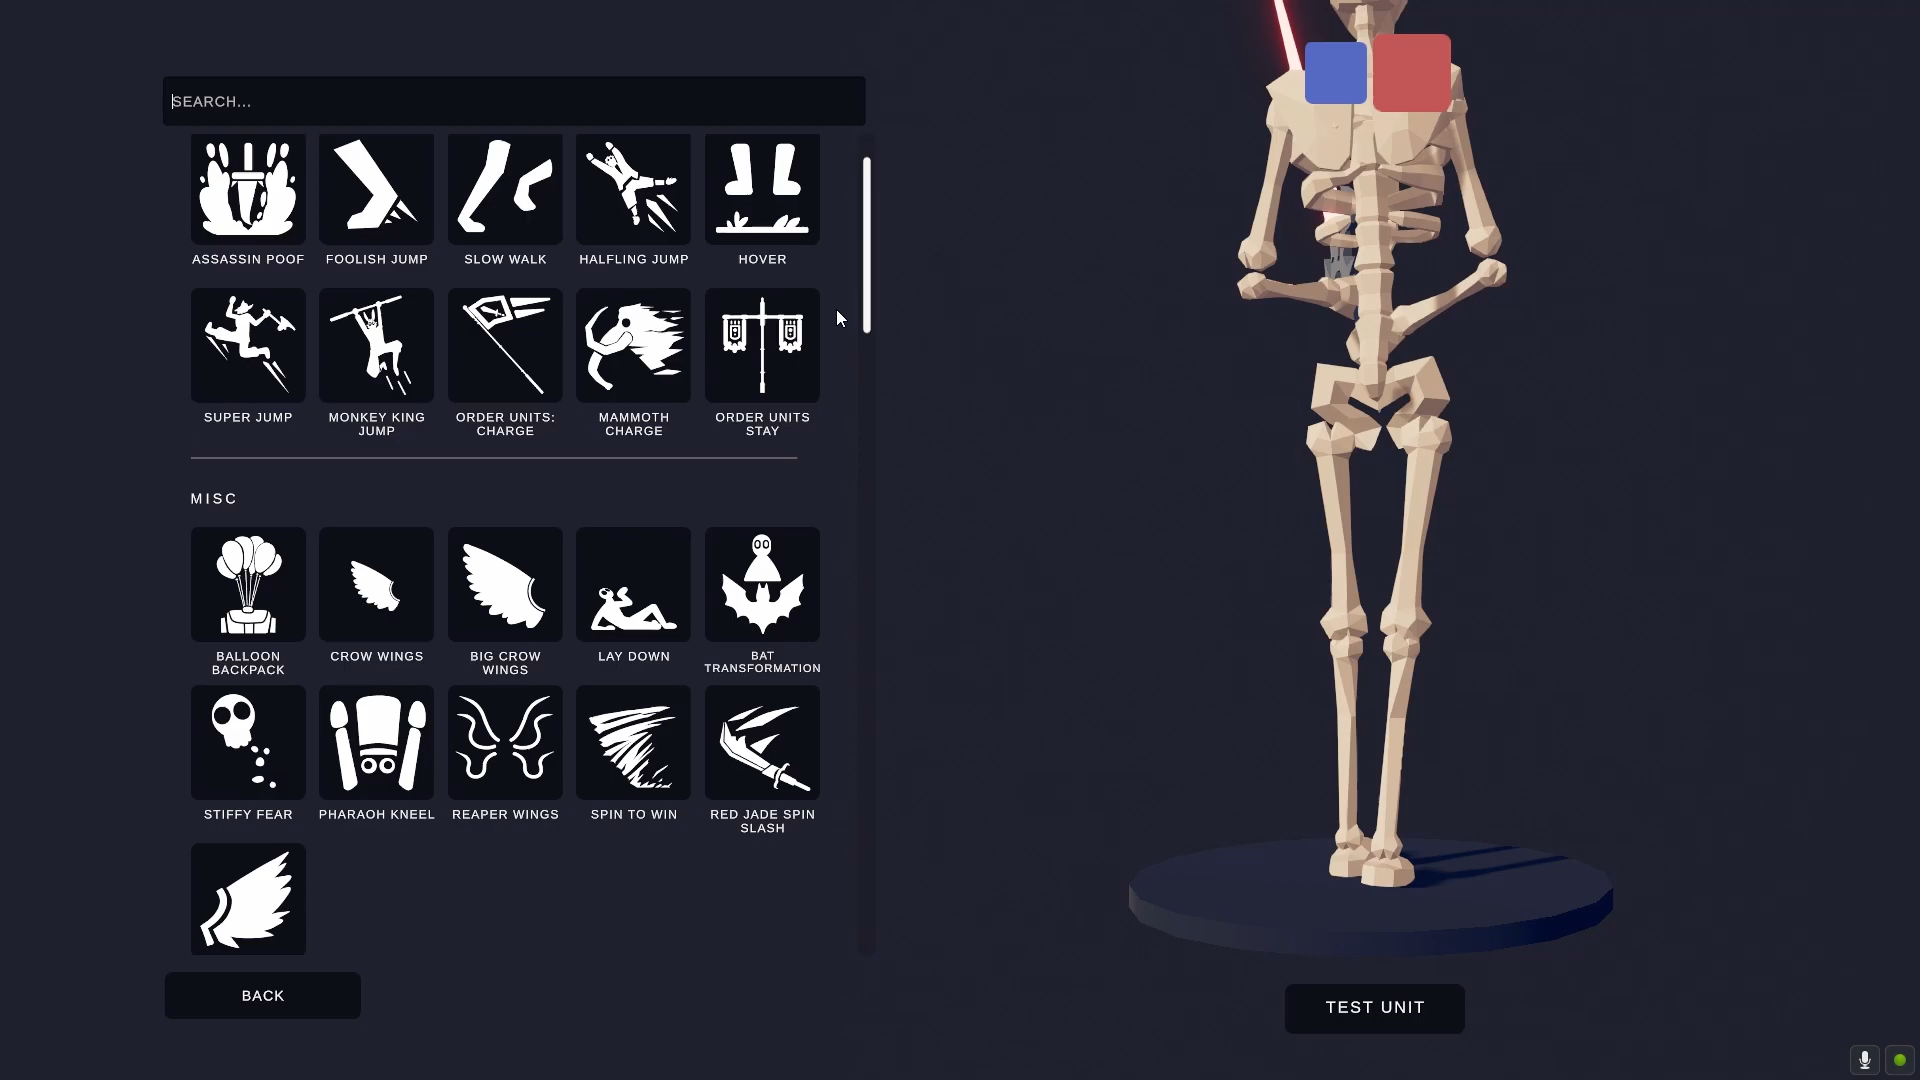 SEARCH...
ASSASSIN POOF
FOOLISH JUMP
SLOW WALK
HALFLING JUMP
HOVER
SUPER JUMP
MONKEY KING
JUMP
ORDER UNITS:
CHARGE
MAMMOTH
CHARGE
ORDER UNITS
STAY
MISC
BALLOON
BACKPACK
CROW WINGS
BIG CROW
WINGS
LAY DOWN
BAT
TRANSFORMATION
STIFFY FEAR
PHARAOH KNEEL
REAPER WINGS
SPIN TO WIN
RED JADE SPIN
SLASH
BACK
TEST UNIT